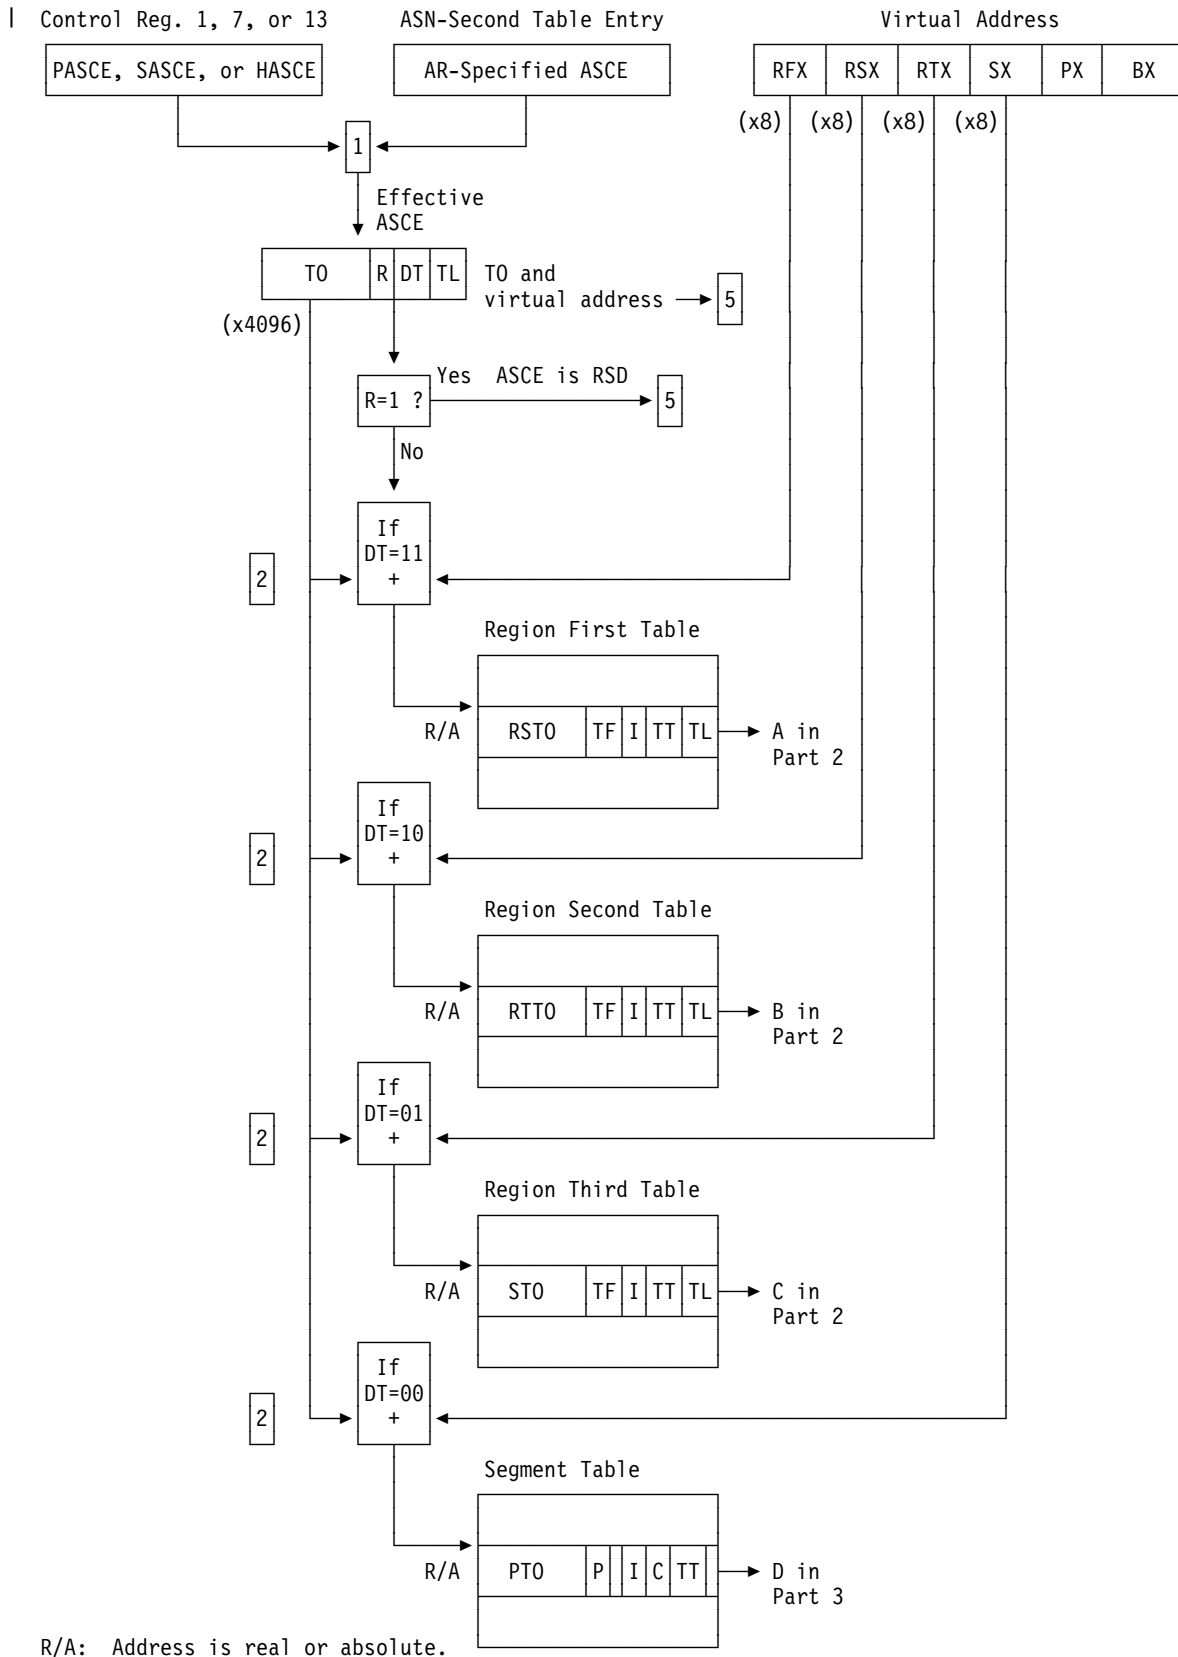 | Control Reg. 1, 7, or 13 ASN-Second Table Entry Virtual Address
PASCE, SASCE, or HASCE AR-Specified ASCE RFX RSX RTX SX PX BX
(x8) (x8) (x8) (x8)
1
Effective
ASCE
TO R DT TL TO and
virtual address 5
(x4096)
Yes ASCE is RSD
R=1 ? 5
No
If
DT=11
2 +
Region First Table
R/A RSTO TF I TT TL A in
Part 2
If
DT=10
2 +
Region Second Table
R/A RTTO TF I TT TL B in
Part 2
If
DT=01
2 +
Region Third Table
R/A STO TF I TT TL C in
Part 2
If
DT=00
2 +
Segment Table
R/A PTO P I C TT D in
Part 3
R/A: Address is real or absolute.